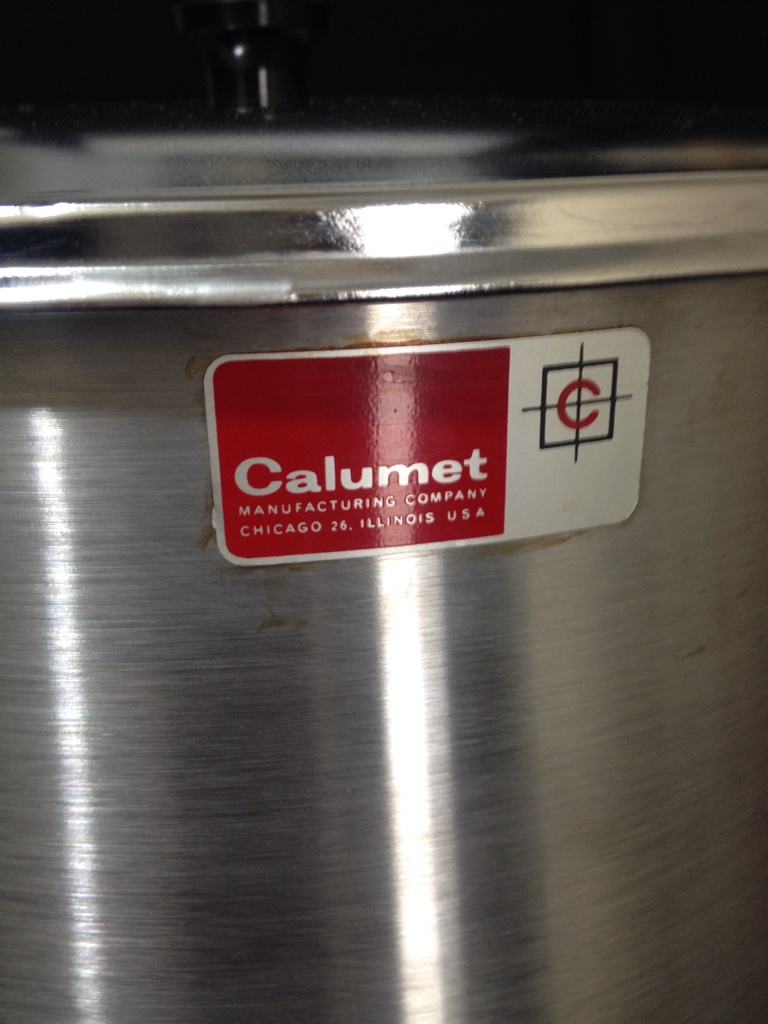 C
Calumet
MANUFACTURING COMPANY
CHICAGO 26, ILLINOIS USA